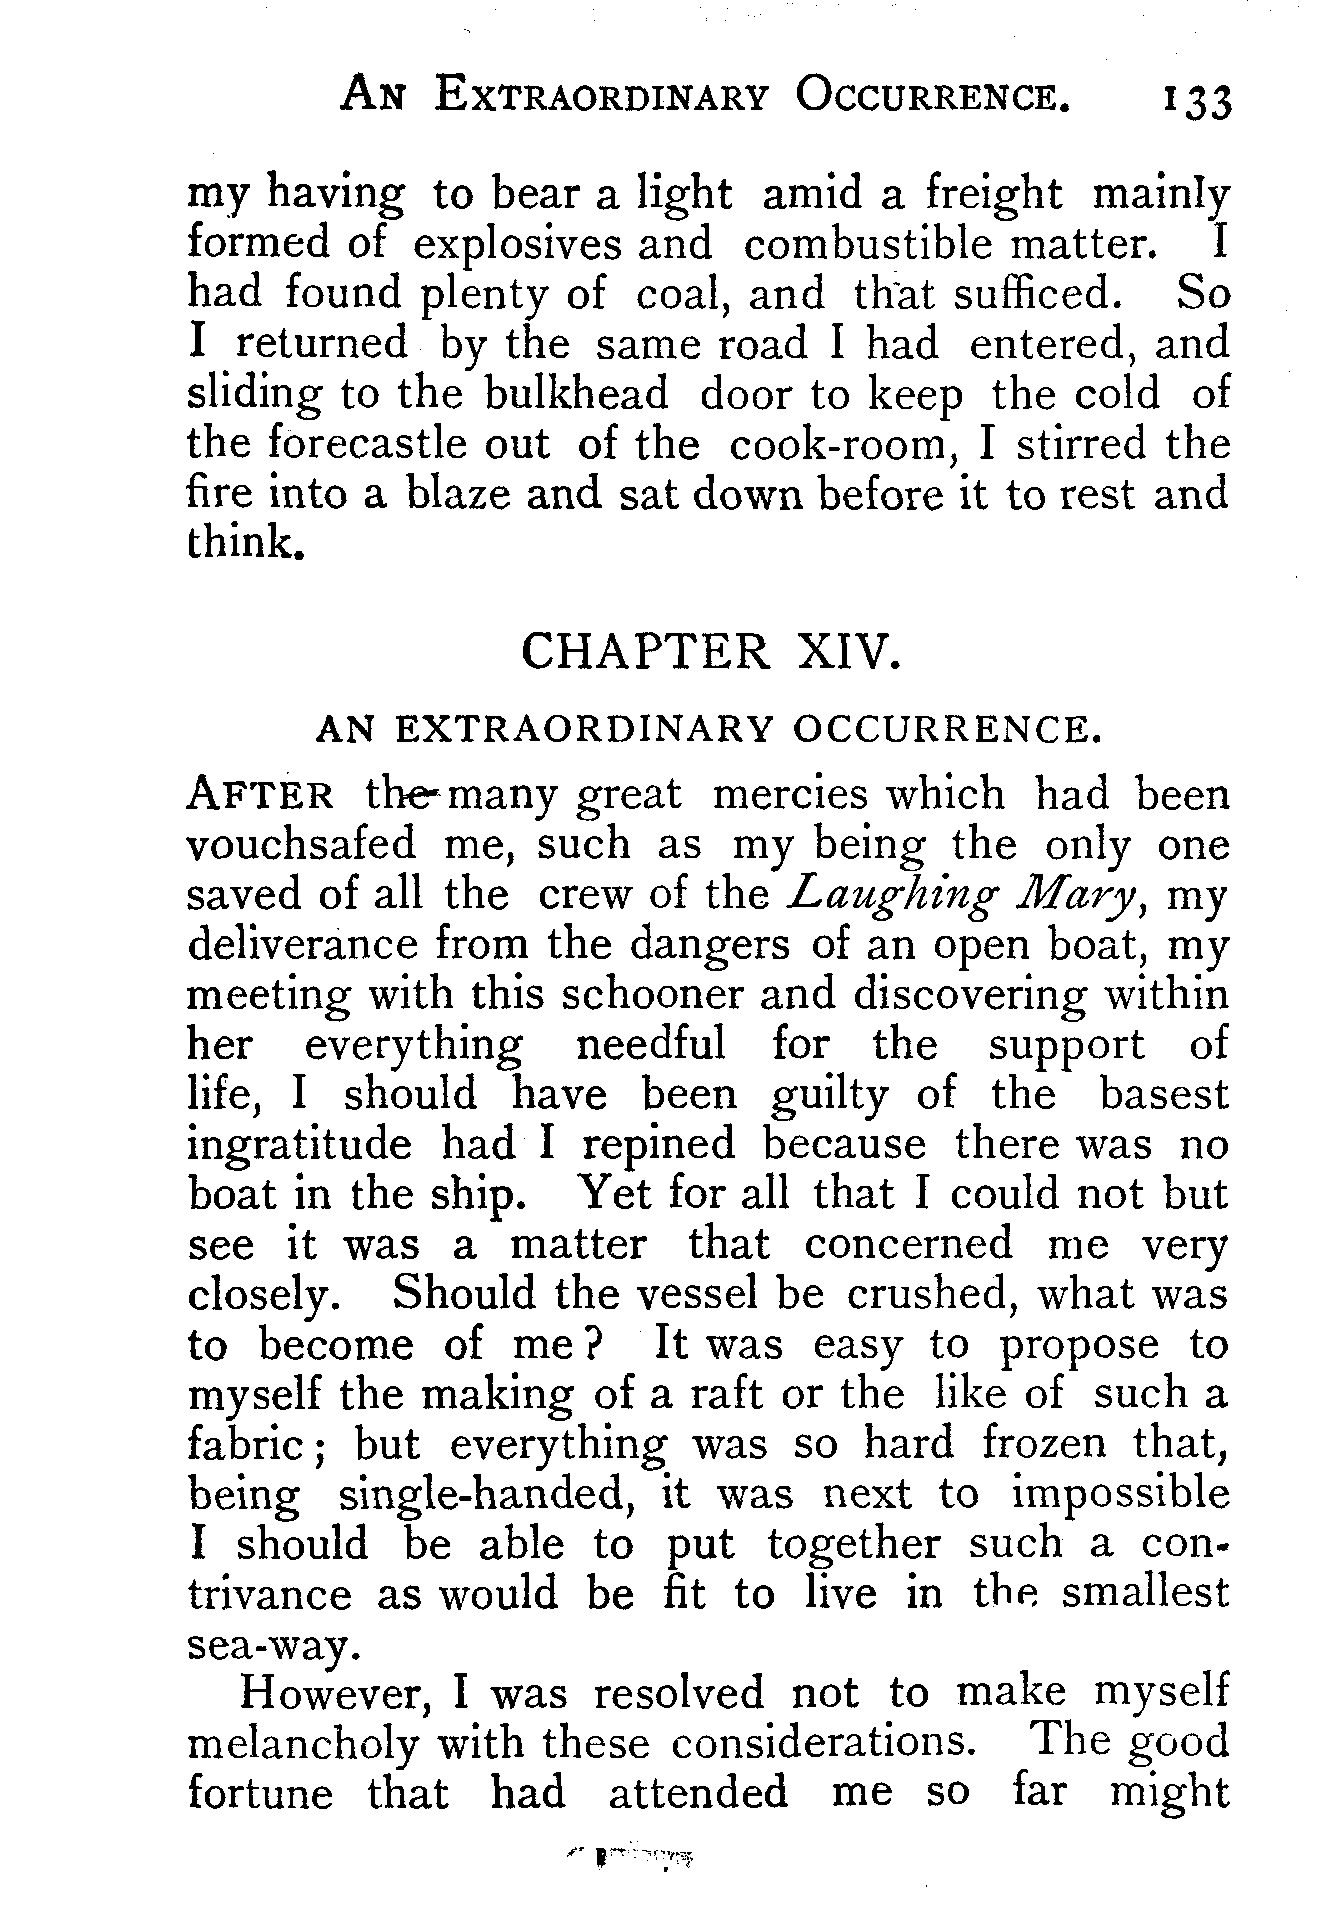 An Extraordinary Occurrence. 133
my having to bear a light amid a freight mainly
formed of explosives and combustible matter. I
had found plenty of coal, and that sufficed. So
I returned by the same road I had entered, and
sliding to the bulkhead door to keep the cold of
the forecastle out of the cook-room, I stirred the
fire into a blaze and sat down before it to rest and
think.
CHAPTER XIV.
AN EXTRAORDINARY OCCURRENCE.
After the many great mercies which had been
vouchsafed me, such as my being the only one
saved of all the crew of the Laughing Mary, my
deliverance from the dangers of an open boat, my
meeting with this schooner and discovering within
her everything needful for the support of
life, I should have been guilty of the basest
ingratitude had I repined because there was no
boat in the ship. Yet for all that I could not but
see it was a matter that concerned me very
closely. Should the vessel be crushed, what was
to become of me? It was easy to propose to
myself the making of a raft or the like of such a
fabric; but everything was so hard frozen that,
being single-handed, it was next to impossible
I should be able to put together such a con-
trivance as would be fit to live in the smallest
sea-way.
However, I was resolved not to make myself
melancholy with these considerations. The good
fortune that had attended me so far might